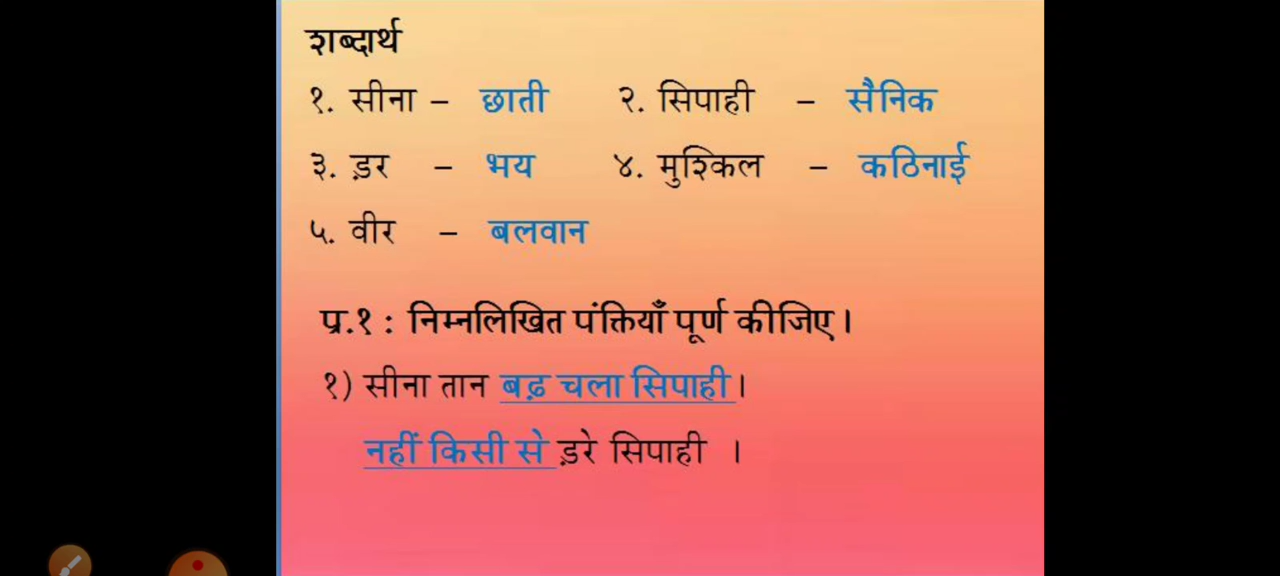 शब्दार्थ
१. सीना – छाती २. सिपाही – सैनिक
३. ड़र – भय ४. मुश्किल – कठिनाई
५. वीर – बलवान
प्र.१ : निम्नलिखित पंक्तियाँ पूर्ण कीजिए।
१) सीना तान बढ़ चला सिपाही।
नहीं किसी से ड़रे सिपाही ।